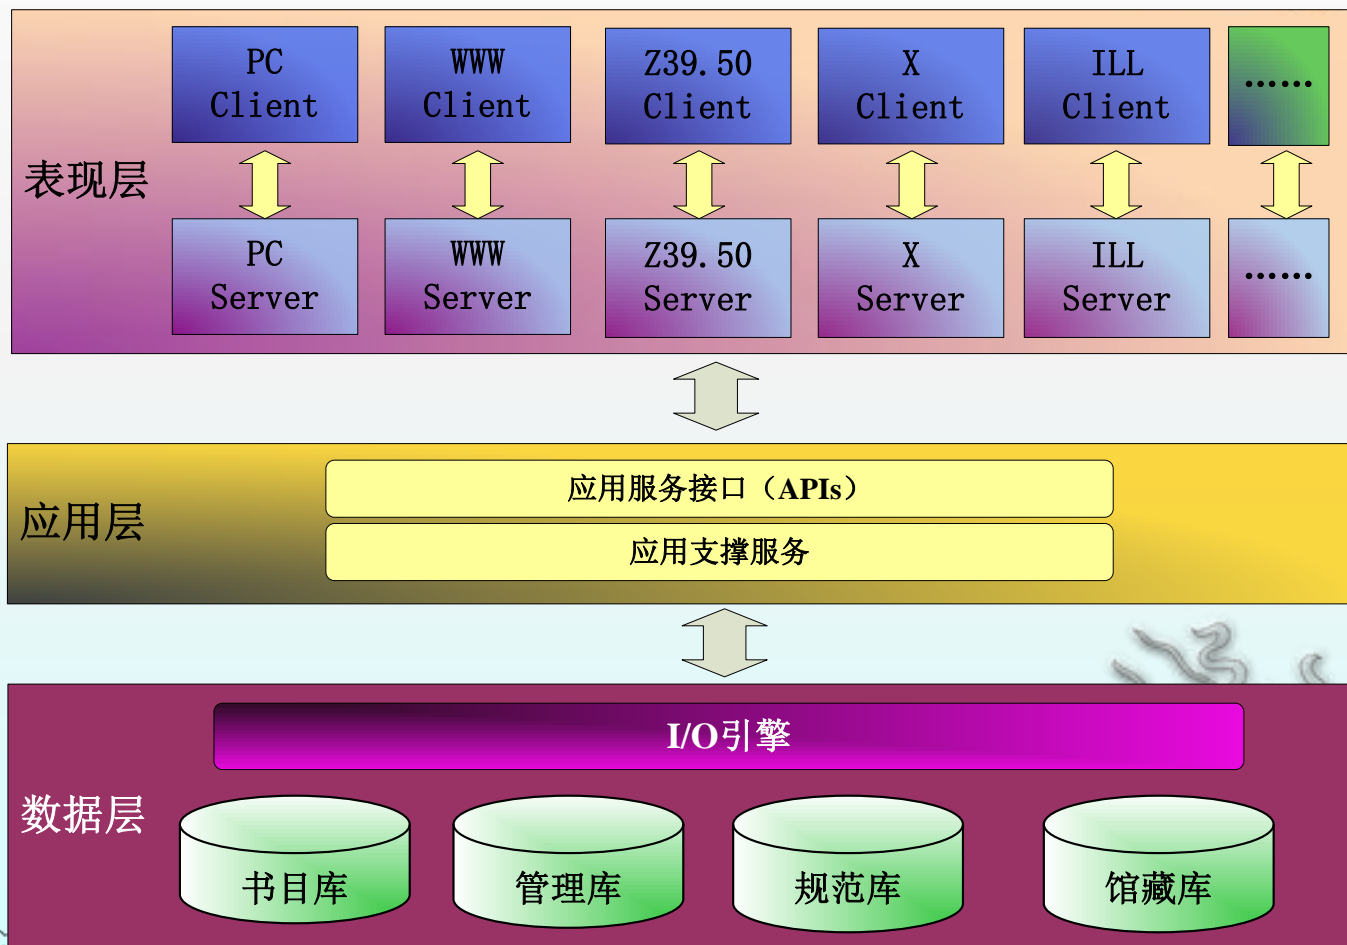 PC
Client
WWW
Client
Z39.50
Client
X
Client
ILL
Client
……
表现层
PC
Server
WWW
Server
Z39.50
Server
X
Server
ILL
Server
……
应用层
应用服务接口（APIs）
应用支撑服务
I/O引擎
数据层
书目库
管理库
规范库
馆藏库